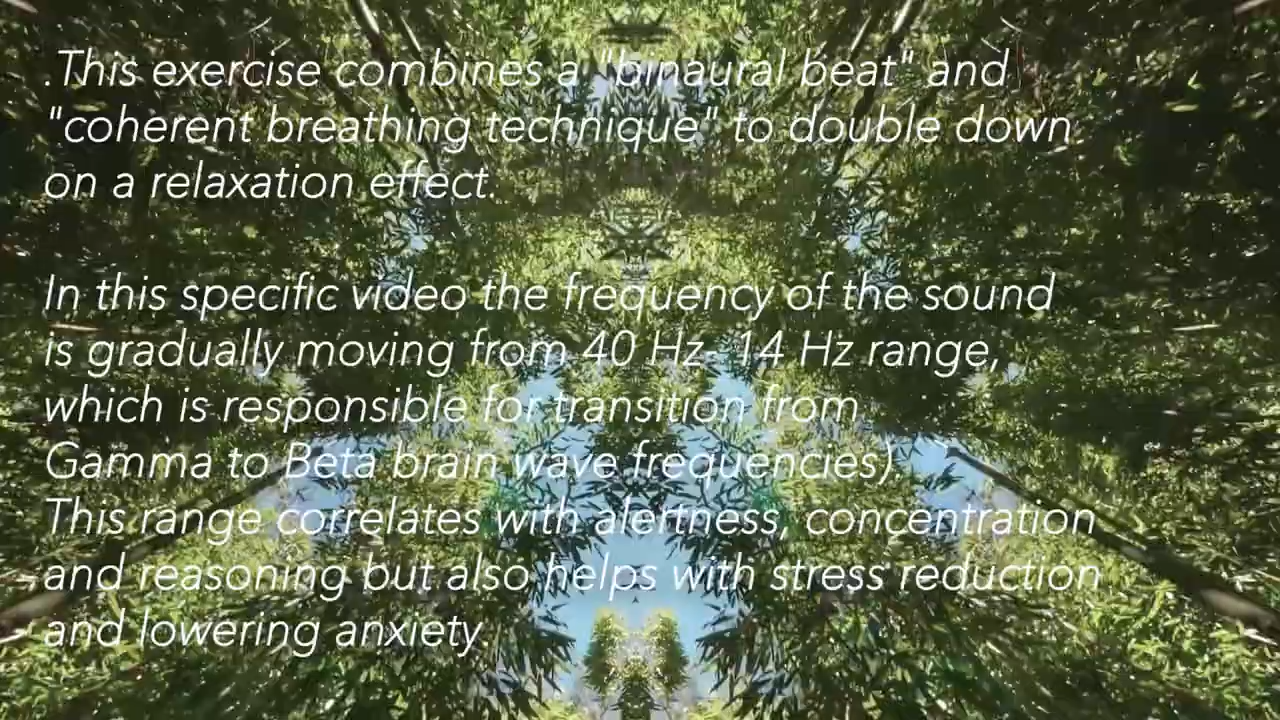 .This exercise combines a "binaural beat" and
"coherent breathing technique" to double down
on a relaxation effect.
In this specific video the frequency of the sound
is gradually moving from 40 Hz- 14 Hz range,
which is responsible for transition from
Gamma to Beta brain wave frequencies).
This range correlates with alertness, concentration
and reasoning but also helps with stress reduction
and lowering anxiety